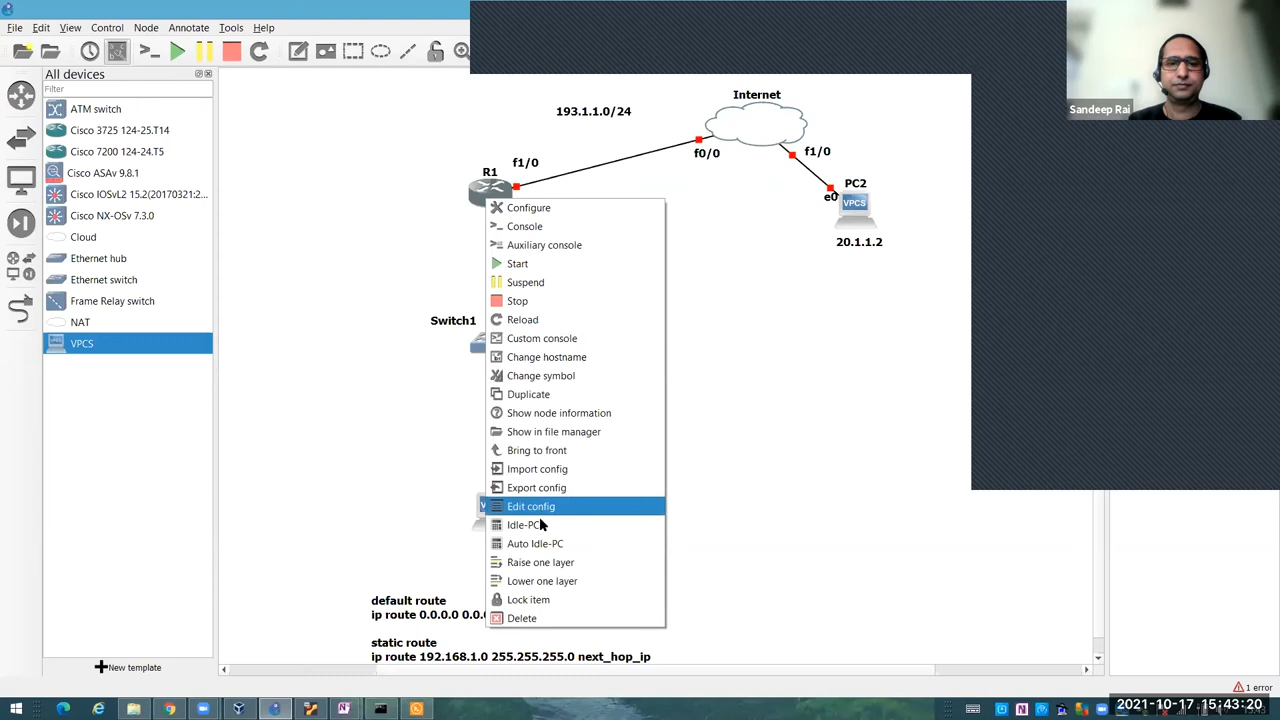 File Edit View Control Node Annotate Tools Help
All devices
Filter
ATM switch
Cisco 3725 124-25.T14
Cisco 7200 124-24.T5
Cisco ASAv 9.8.1
Cisco IOSvL2 15.2(20170321:2...
Cisco NX-OSv 7.3.0
Cloud
Ethernet hub
Ethernet switch
Frame Relay switch
NAT
VPCS
New template
Internet
193.1.1.0/24
f0/0
f1/0
R1
f1/0
PC2
e0
VPCS
20.1.1.2
Switch1
Configure
Console
Auxiliary console
Start
Suspend
Stop
Reload
Custom console
Change hostname
Change symbol
Duplicate
Show node information
Show in file manager
Bring to front
Import config
Export config
Edit config
Idle-PC
Auto Idle-PC
Raise one layer
Lower one layer
Lock item
Delete
default route
ip route 0.0.0.0 0.0.
static route
ip route 192.168.1.0 255.255.255.0 next_hop_ip
Sandeep Rai
1 error
2021-10-17 15:43:20